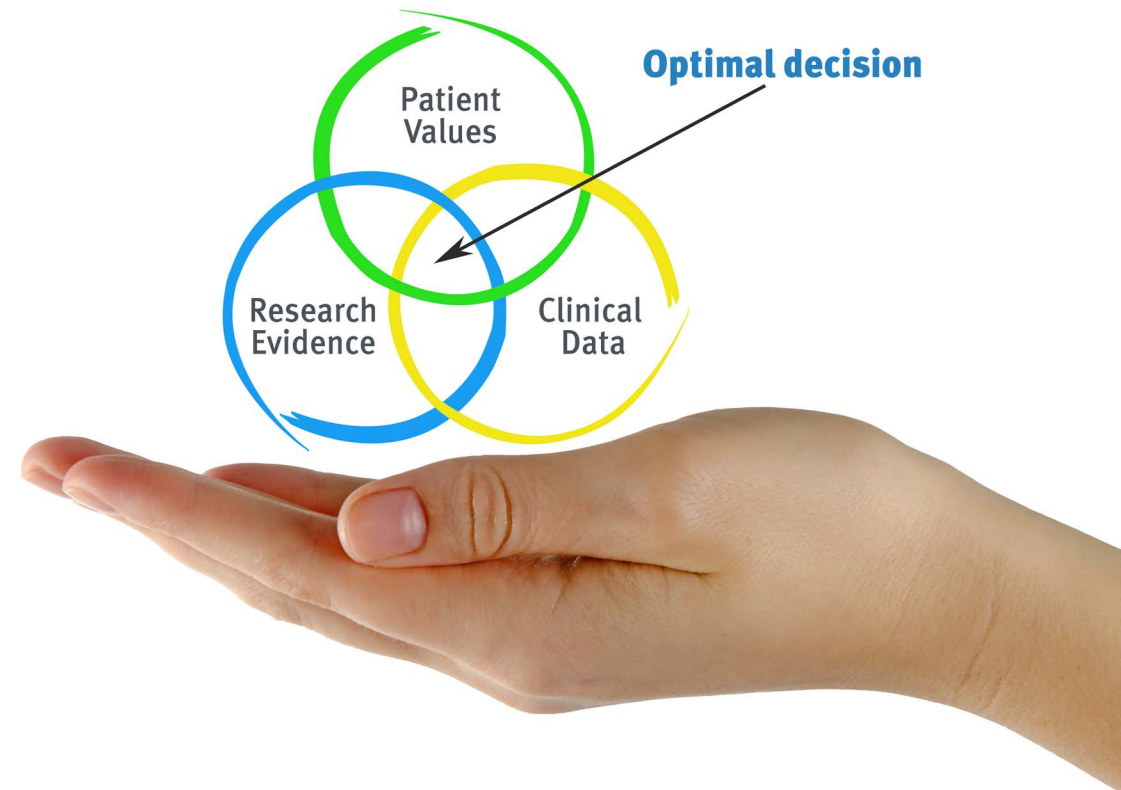 Optimal decision
Patient
Values
Research
Evidence
Clinical
Data